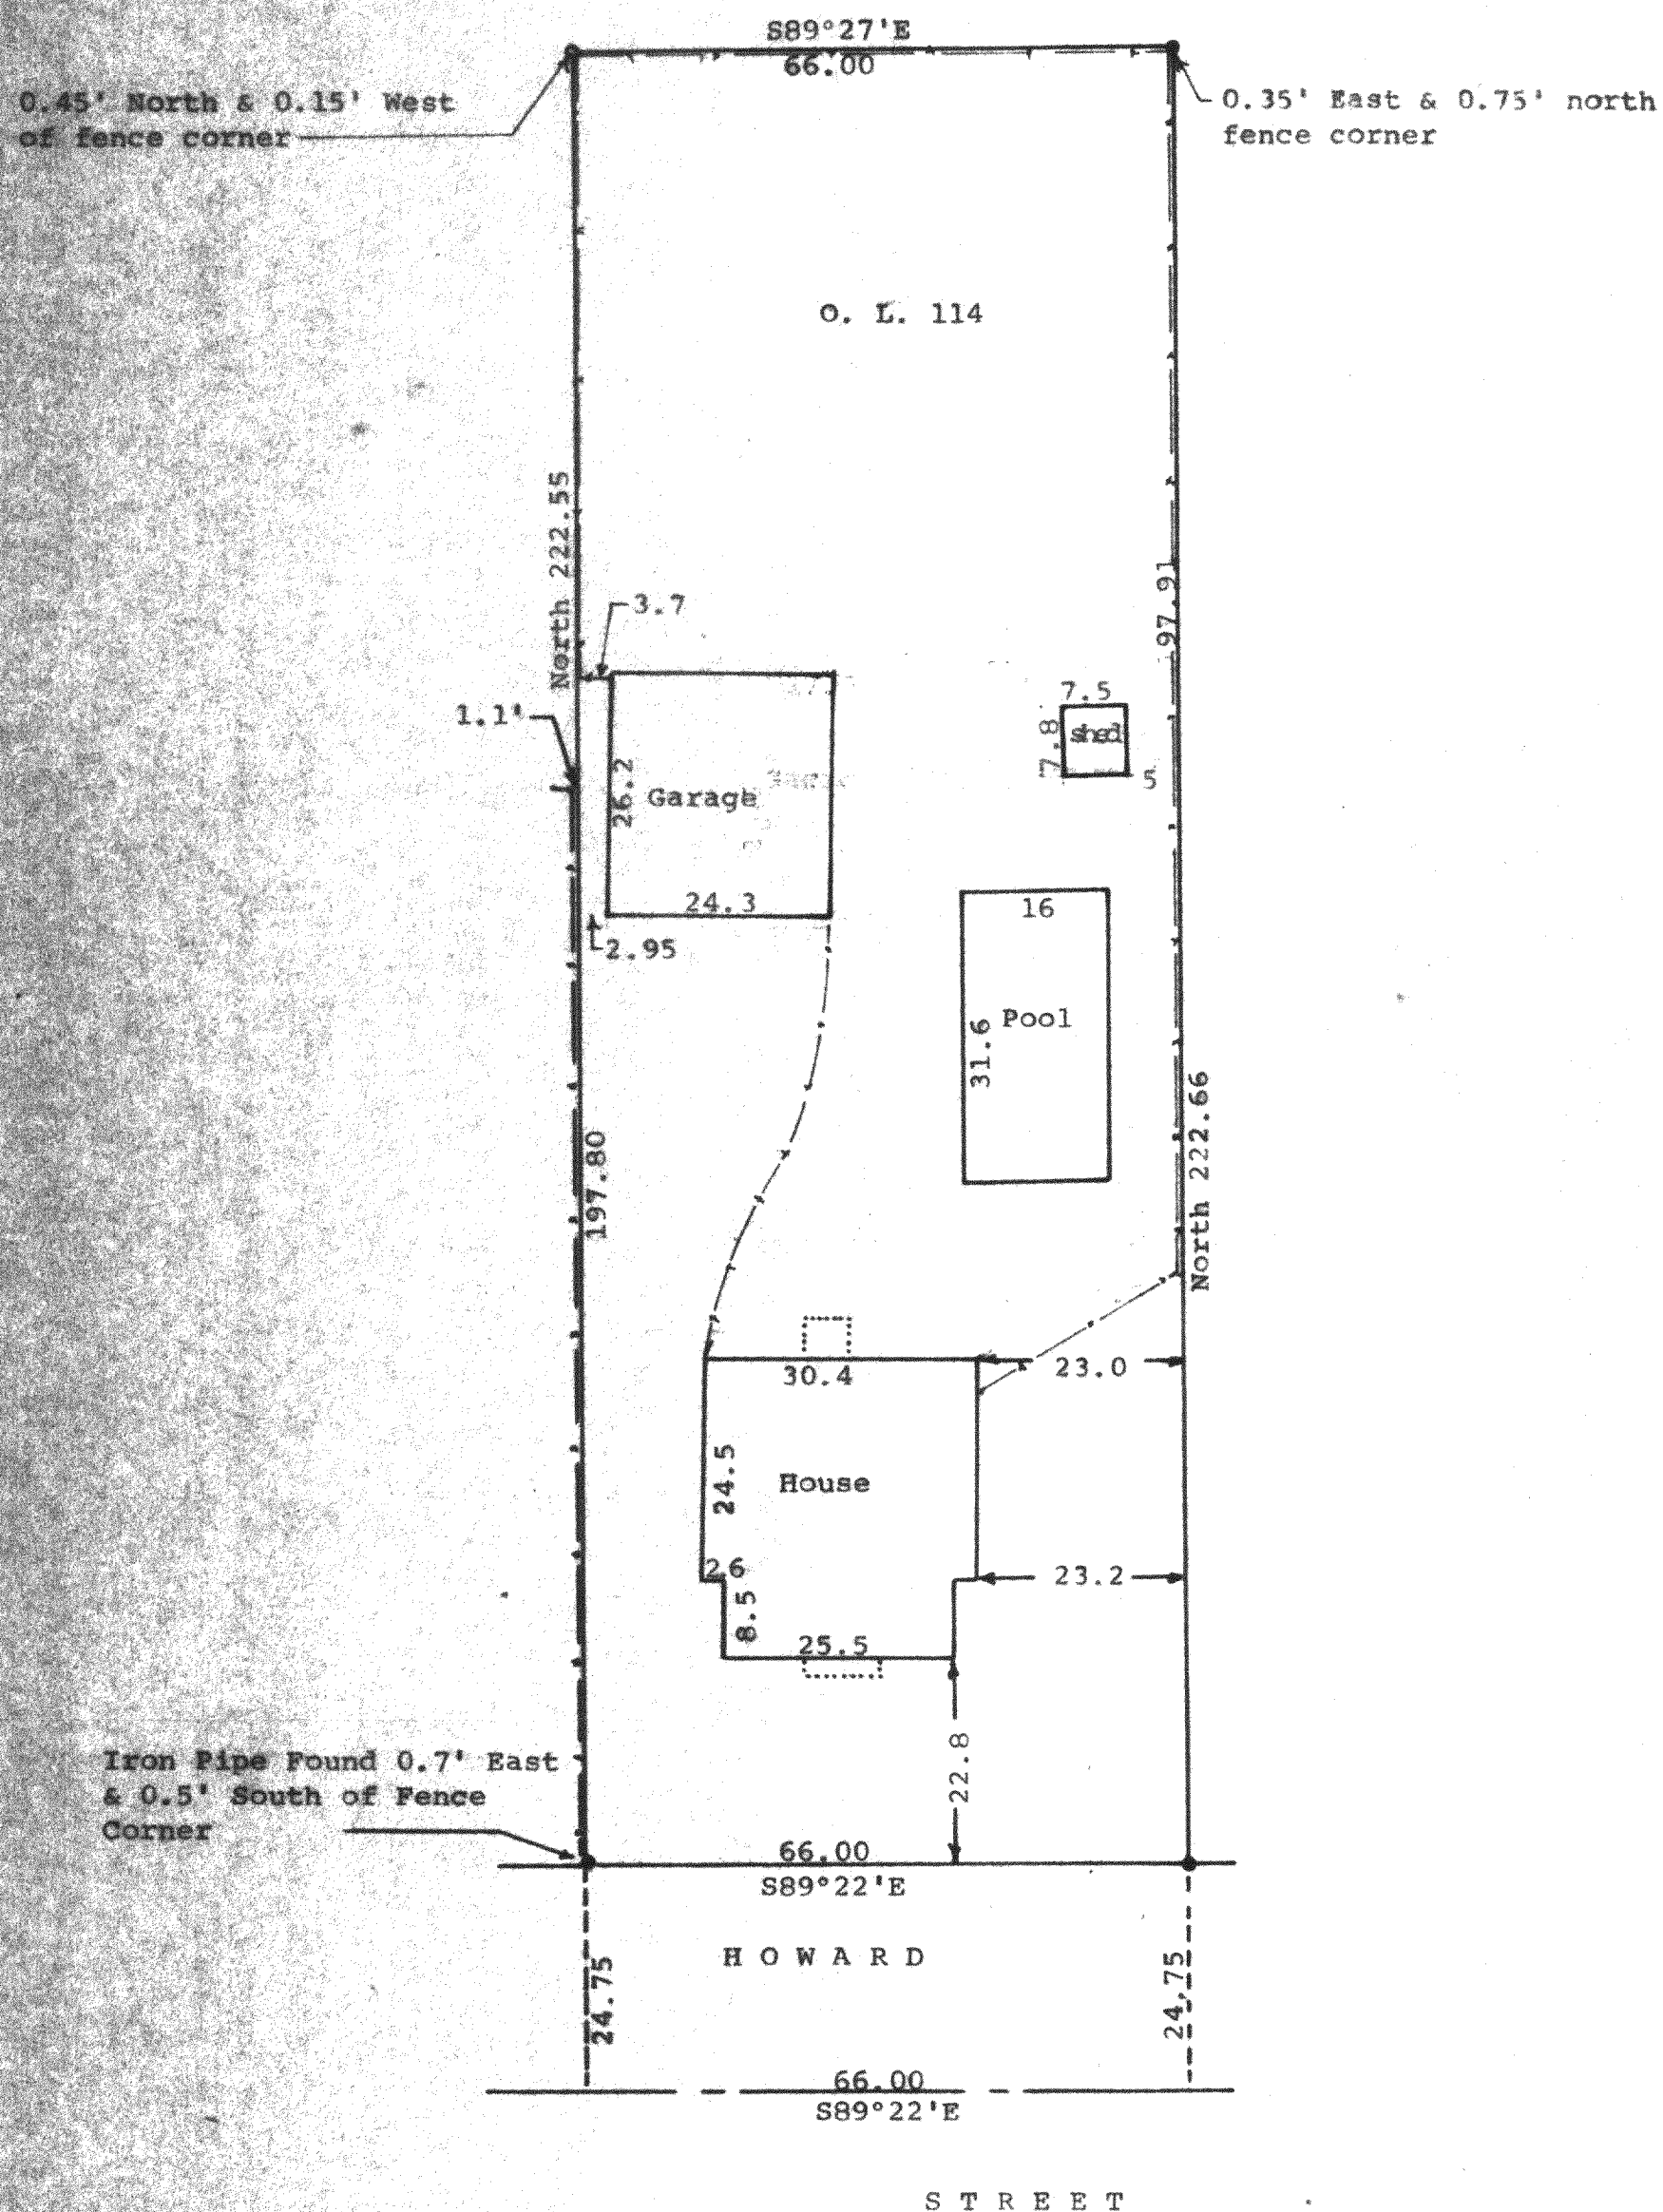 S89°27'E
66.00
0.45' North & 0.15' West
of fence corner
0.35' East & 0.75' north
fence corner
O. L. 114
North 222.55
97.91
3.7
1.1'
7.5
7.8
shed
5
26.2
Garage
24.3
2.95
16
Pool
31.6
North 222.66
197.80
30.4
23.0
24.5
House
2.6
23.2
8.5
25.5
22.8
Iron Pipe Found 0.7' East
& 0.5' South of Fence
Corner
66.00
S89°22'E
HOWARD
24.75
24.75
66.00
S89°22'E
STREET